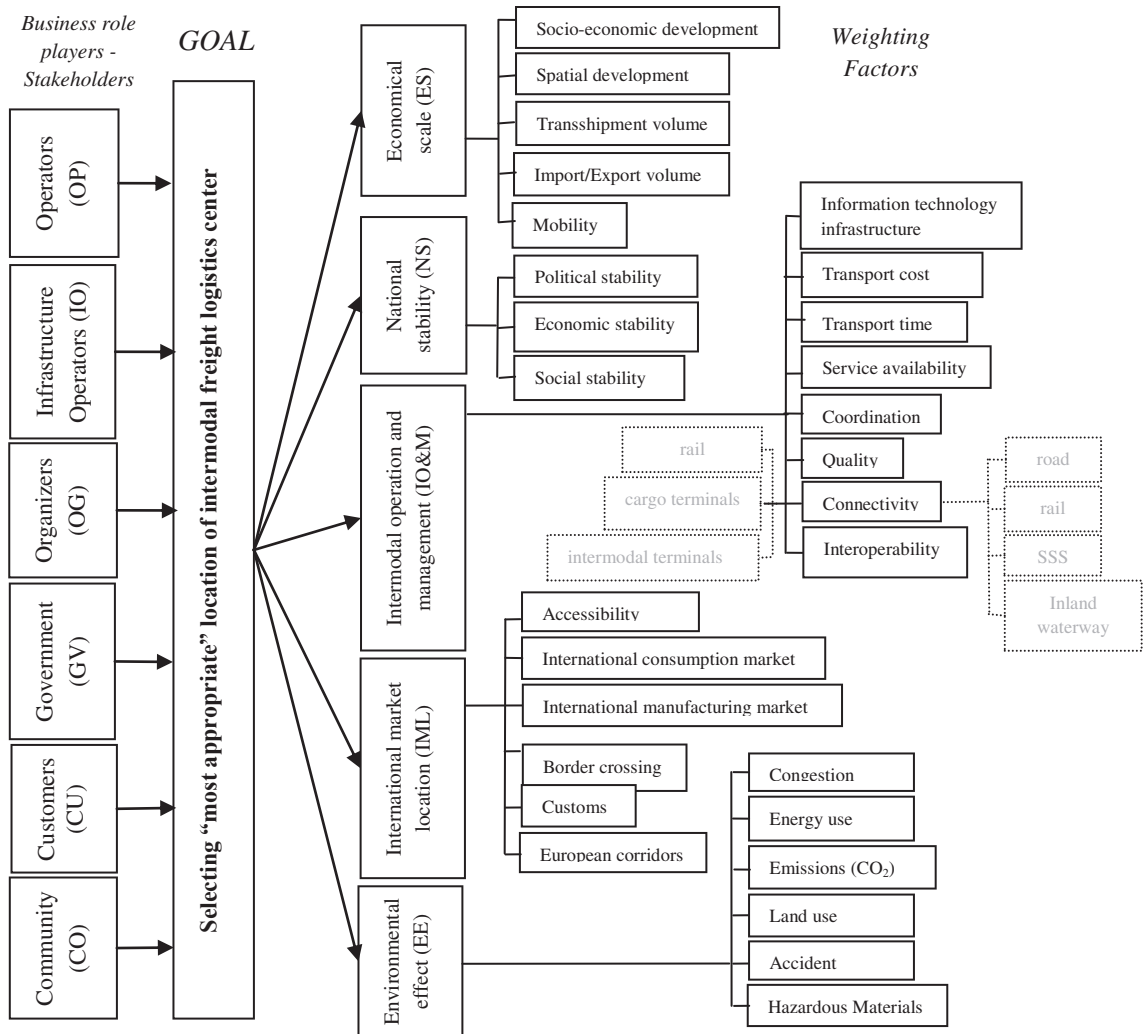 Business role
players -
Stakeholders
GOAL
Weighting
Factors
Operators
(OP)
Infrastructure
Operators (IO)
Organizers
(OG)
Government
(GV)
Customers
(CU)
Community
(CO)
Selecting “most appropriate” location of intermodal freight logistics center
Economical
scale (ES)
Socio-economic development
Spatial development
Transshipment volume
Import/Export volume
Mobility
National
stability (NS)
Political stability
Economic stability
Social stability
Intermodal operation and
management (IO&M)
Information technology
infrastructure
Transport cost
Transport time
Service availability
Coordination
Quality
Connectivity
Interoperability
rail
cargo terminals
intermodal terminals
road
rail
SSS
Inland
waterway
International market
location (IML)
Accessibility
International consumption market
International manufacturing market
Border crossing
Customs
European corridors
Environmental
effect (EE)
Congestion
Energy use
Emissions (CO₂)
Land use
Accident
Hazardous Materials